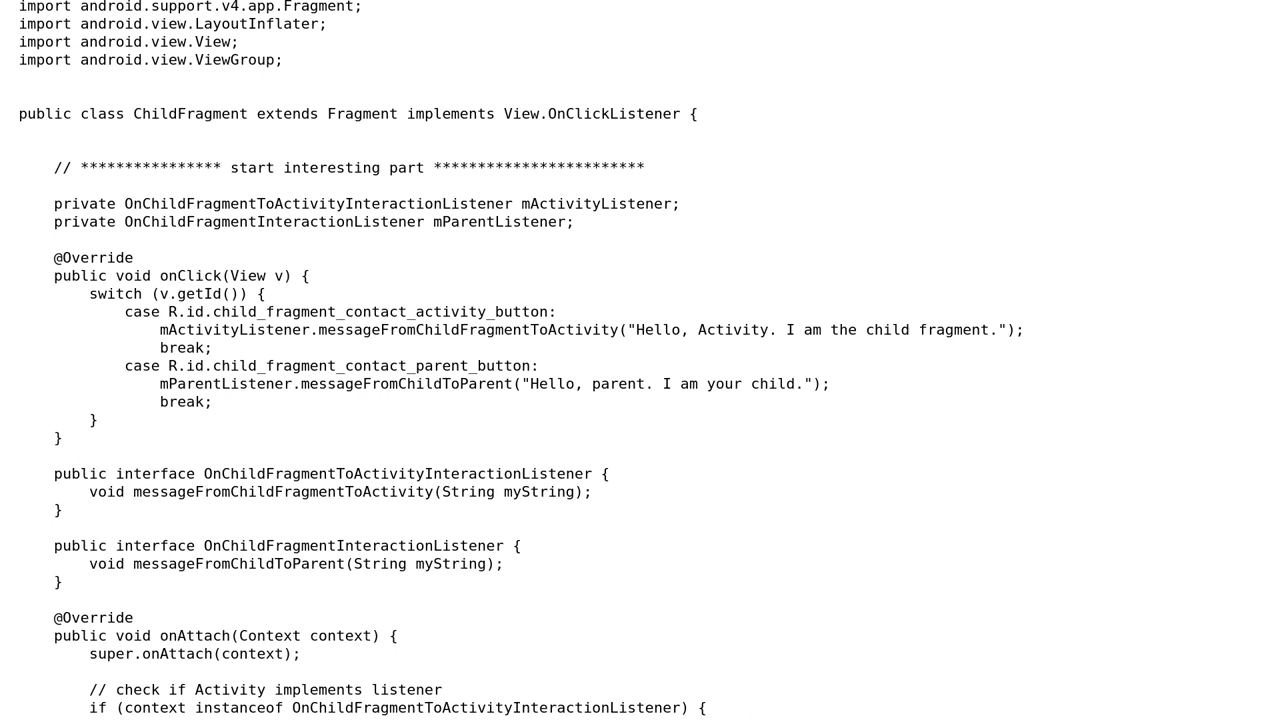 import android.support.v4.app.Fragment;
import android.view.LayoutInflater;
import android.view.View;
import android.view.ViewGroup;


public class ChildFragment extends Fragment implements View.OnClickListener {


    // **************** start interesting part ************************

    private OnChildFragmentToActivityInteractionListener mActivityListener;
    private OnChildFragmentInteractionListener mParentListener;

    @Override
    public void onClick(View v) {
        switch (v.getId()) {
            case R.id.child_fragment_contact_activity_button:
                mActivityListener.messageFromChildFragmentToActivity("Hello, Activity. I am the child fragment.");
                break;
            case R.id.child_fragment_contact_parent_button:
                mParentListener.messageFromChildToParent("Hello, parent. I am your child.");
                break;
        }
    }

    public interface OnChildFragmentToActivityInteractionListener {
        void messageFromChildFragmentToActivity(String myString);
    }

    public interface OnChildFragmentInteractionListener {
        void messageFromChildToParent(String myString);
    }

    @Override
    public void onAttach(Context context) {
        super.onAttach(context);

        // check if Activity implements listener
        if (context instanceof OnChildFragmentToActivityInteractionListener) {